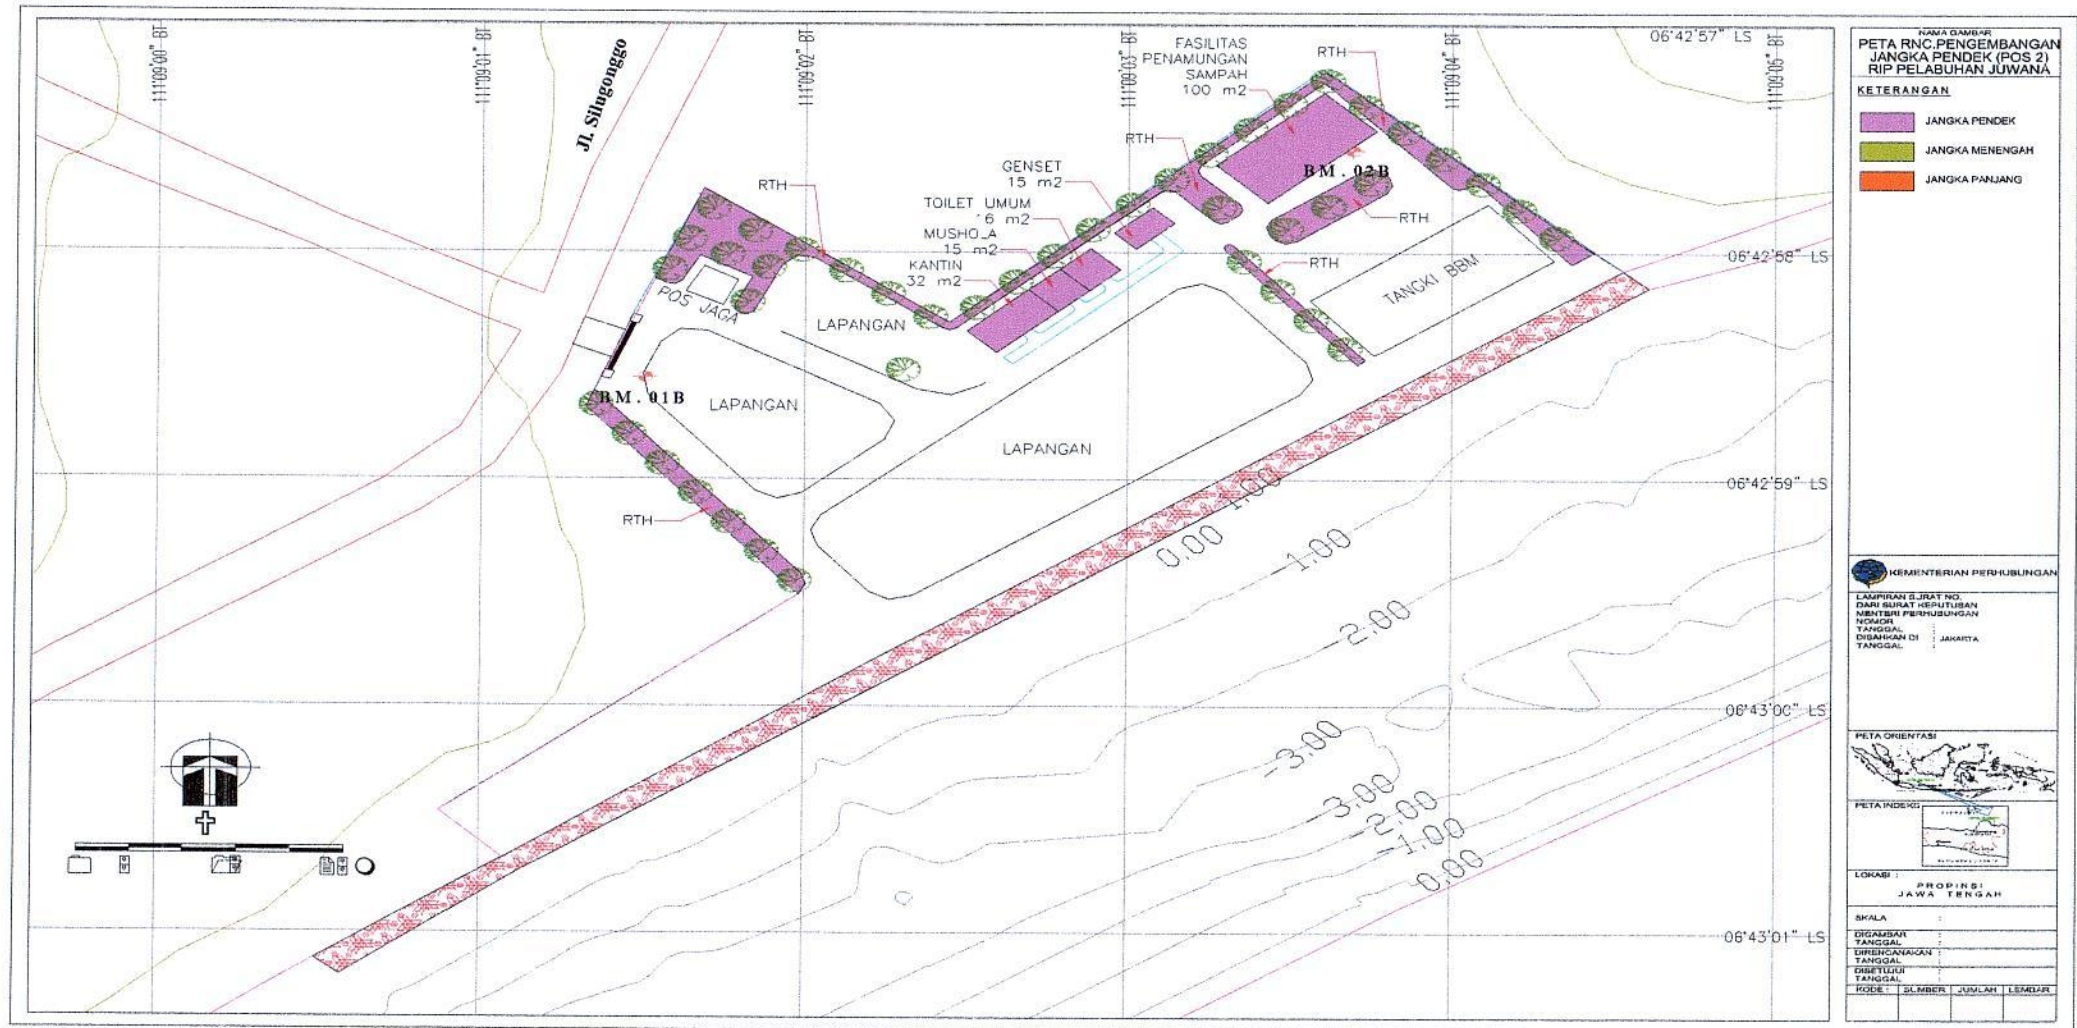 111°09'00" BT
111°09'01" BT
111°09'02" BT
111°09'03" BT
111°09'04" BT
111°09'05" BT
06°42'57" LS
06°42'58" LS
06°42'59" LS
06°43'00" LS
06°43'01" LS
Jl. Silugonggo
FASILITAS
PENAMUNGAN
SAMPAH
100 m2
RTH
RTH
GENSET
15 m2
RTH
TOILET UMUM
6 m2
MUSHOLA
15 m2
KANTIN
32 m2
BM . 02B
RTH
RTH
TANGKI BBM
POS JAGA
LAPANGAN
BM . 01B
LAPANGAN
LAPANGAN
RTH
1.00
0.00
-1.00
-2.00
-3.00
-3.00
-2.00
-1.00
0.00
NAMA GAMBAR
PETA RNC.PENGEMBANGAN
JANGKA PENDEK (POS 2)
RIP PELABUHAN JUWANA
KETERANGAN
JANGKA PENDEK
JANGKA MENENGAH
JANGKA PANJANG
KEMENTERIAN PERHUBUNGAN
LAMPIRAN SURAT NO.
DARI SURAT KEPUTUSAN
MENTERI PERHUBUNGAN
NOMOR :
TANGGAL :
DISAHKAN DI : JAKARTA
TANGGAL :
PETA ORIENTASI
PETA INDEKS
LOKASI :
PROPINSI
JAWA TENGAH
SKALA :
DIGAMBAR :
TANGGAL
DIRENCANAKAN :
TANGGAL
DISETUJUI :
TANGGAL
KODE : SUMBER JUMLAH LEMBAR